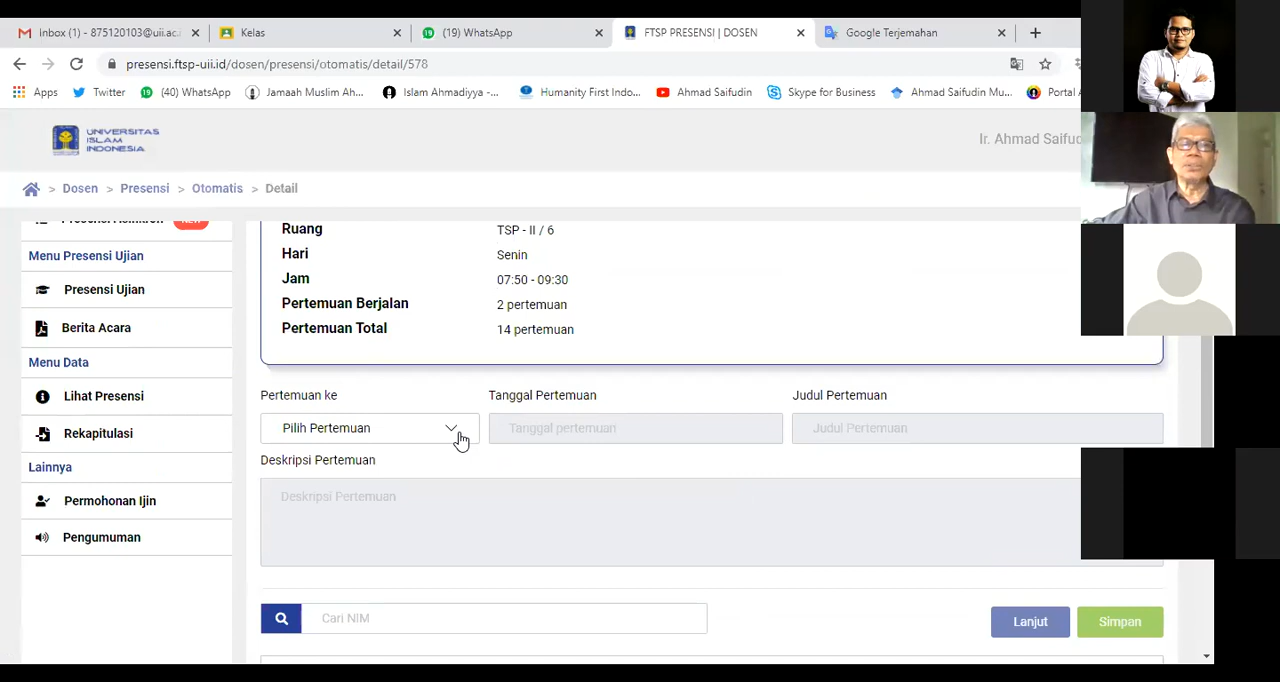 inbox (1) - 875120103@uii.ac.
Kelas
(19) WhatsApp
FTSP PRESENSI | DOSEN
Google Terjemahan
presensi.ftsp-uii.id/dosen/presensi/otomatis/detail/578
Apps
Twitter
(40) WhatsApp
Jamaah Muslim Ah...
Islam Ahmadiyya -...
Humanity First Indo...
Ahmad Saifudin
Skype for Business
Ahmad Saifudin Mu...
Portal A
UNIVERSITAS
ISLAM
INDONESIA
Ir. Ahmad Saifud
> Dosen > Presensi > Otomatis > Detail
Presensi Asinkron
NEW
Menu Presensi Ujian
Presensi Ujian
Berita Acara
Menu Data
Lihat Presensi
Rekapitulasi
Lainnya
Permohonan Ijin
Pengumuman
Ruang TSP - II / 6
Hari Senin
Jam 07:50 - 09:30
Pertemuan Berjalan 2 pertemuan
Pertemuan Total 14 pertemuan
Pertemuan ke
Tanggal Pertemuan
Judul Pertemuan
Pilih Pertemuan
Tanggal pertemuan
Judul Pertemuan
Deskripsi Pertemuan
Deskripsi Pertemuan
Cari NIM
Lanjut
Simpan